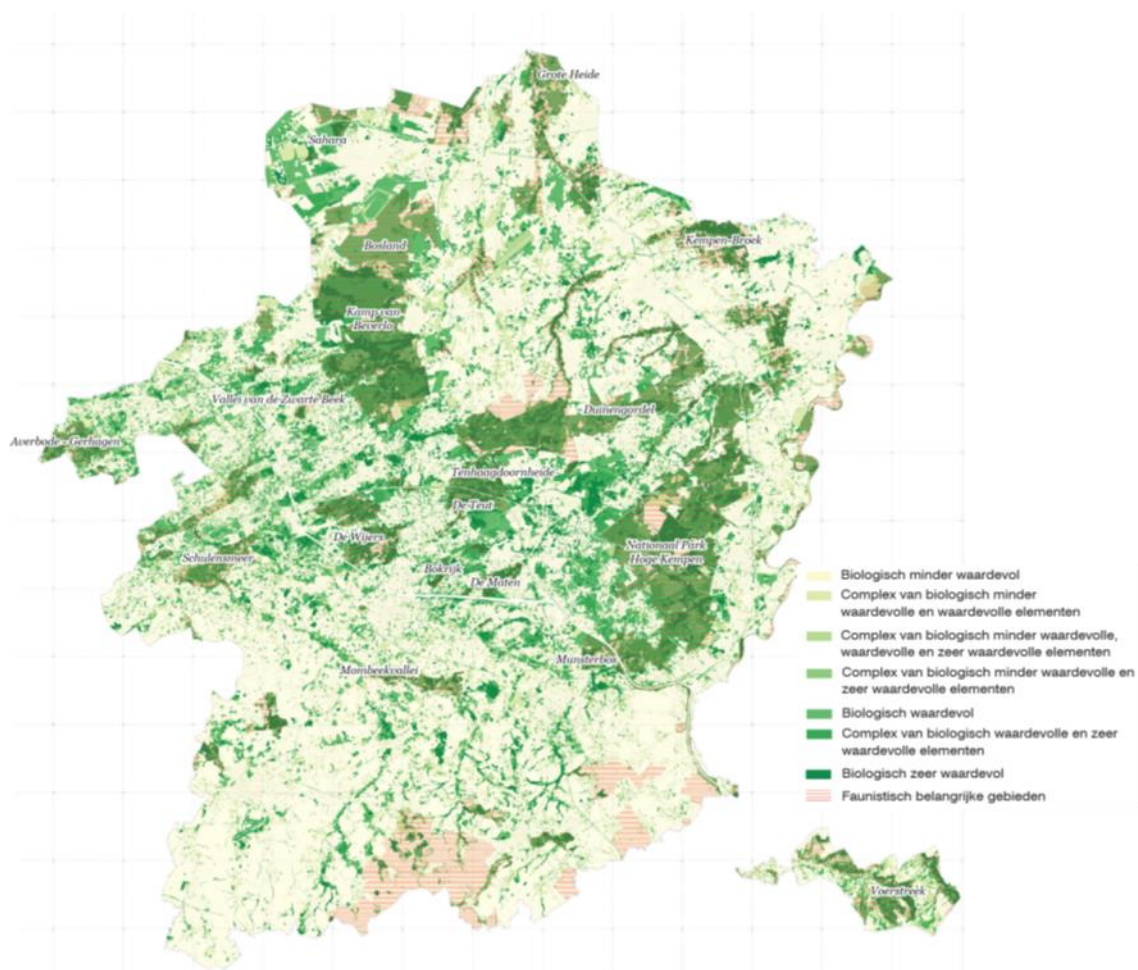 Grote Heide
Sahara
Bosland
Kempen-Broek
Kamp van
Beverlo
Vallei van de Zwarte Beek
Duinengordel
Averbode - Gerhagen
Tenhaagdoornheide
De Teut
De Wijers
Nationaal Park
Hoge Kempen
Schulensmeer
Bokrijk
De Maten
Munsterbos
Mombeekvallei
Voerstreek
Biologisch minder waardevol
Complex van biologisch minder
waardevolle en waardevolle elementen
Complex van biologisch minder waardevolle,
waardevolle en zeer waardevolle elementen
Complex van biologisch minder waardevolle en
zeer waardevolle elementen
Biologisch waardevol
Complex van biologisch waardevolle en zeer
waardevolle elementen
Biologisch zeer waardevol
Faunistisch belangrijke gebieden